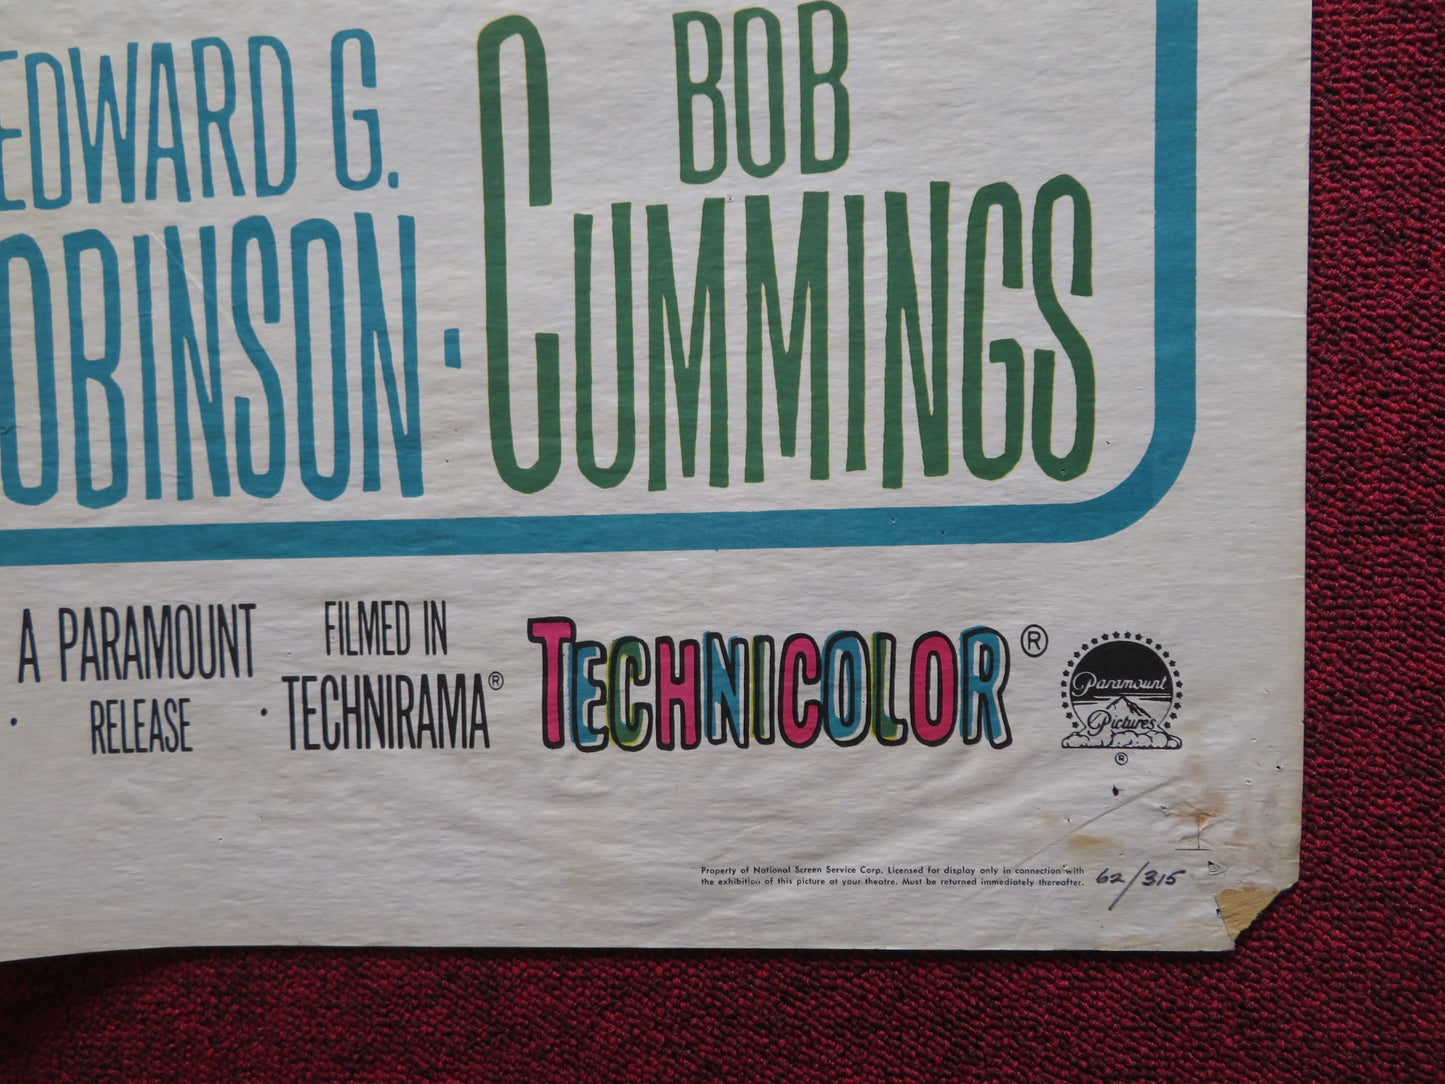 EDWARD G.
OBINSON · BOB
CUMMINGS
· A PARAMOUNT
RELEASE · FILMED IN
TECHNIRAMA® TECHNICOLOR®
Paramount
Pictures
®
Property of National Screen Service Corp. Licensed for display only in connection with
the exhibition of this picture at your theatre. Must be returned immediately thereafter.
62/315